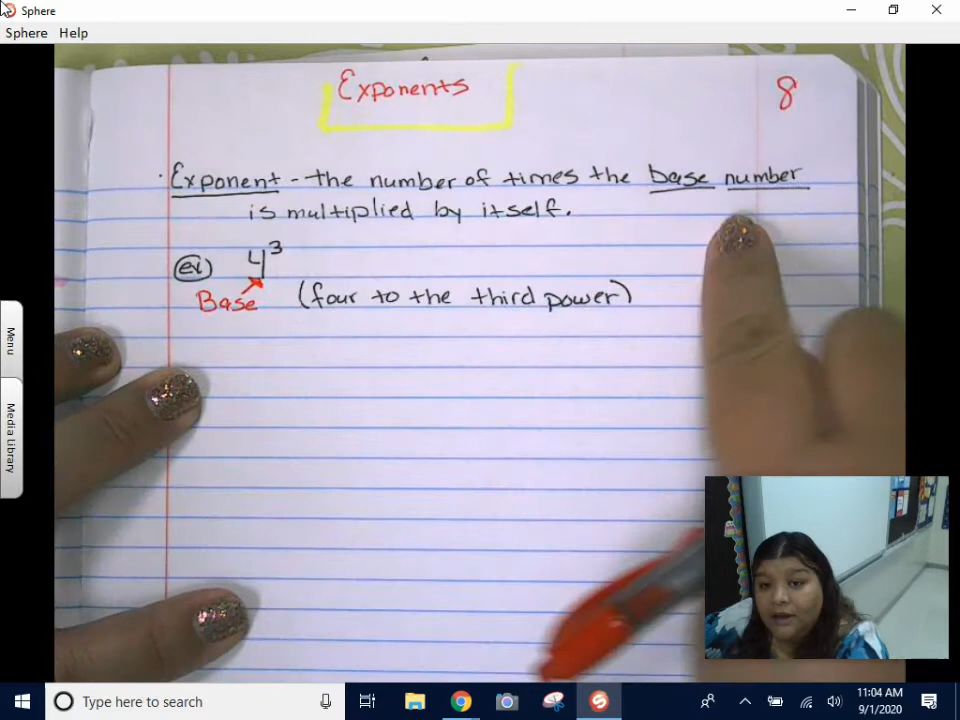 Sphere
Sphere Help
Exponents
8
· Exponent - the number of times the base number
is multiplied by itself.
ex) 4³
Base (four to the third power)
Menu
Media Library
Type here to search
11:04 AM
9/1/2020